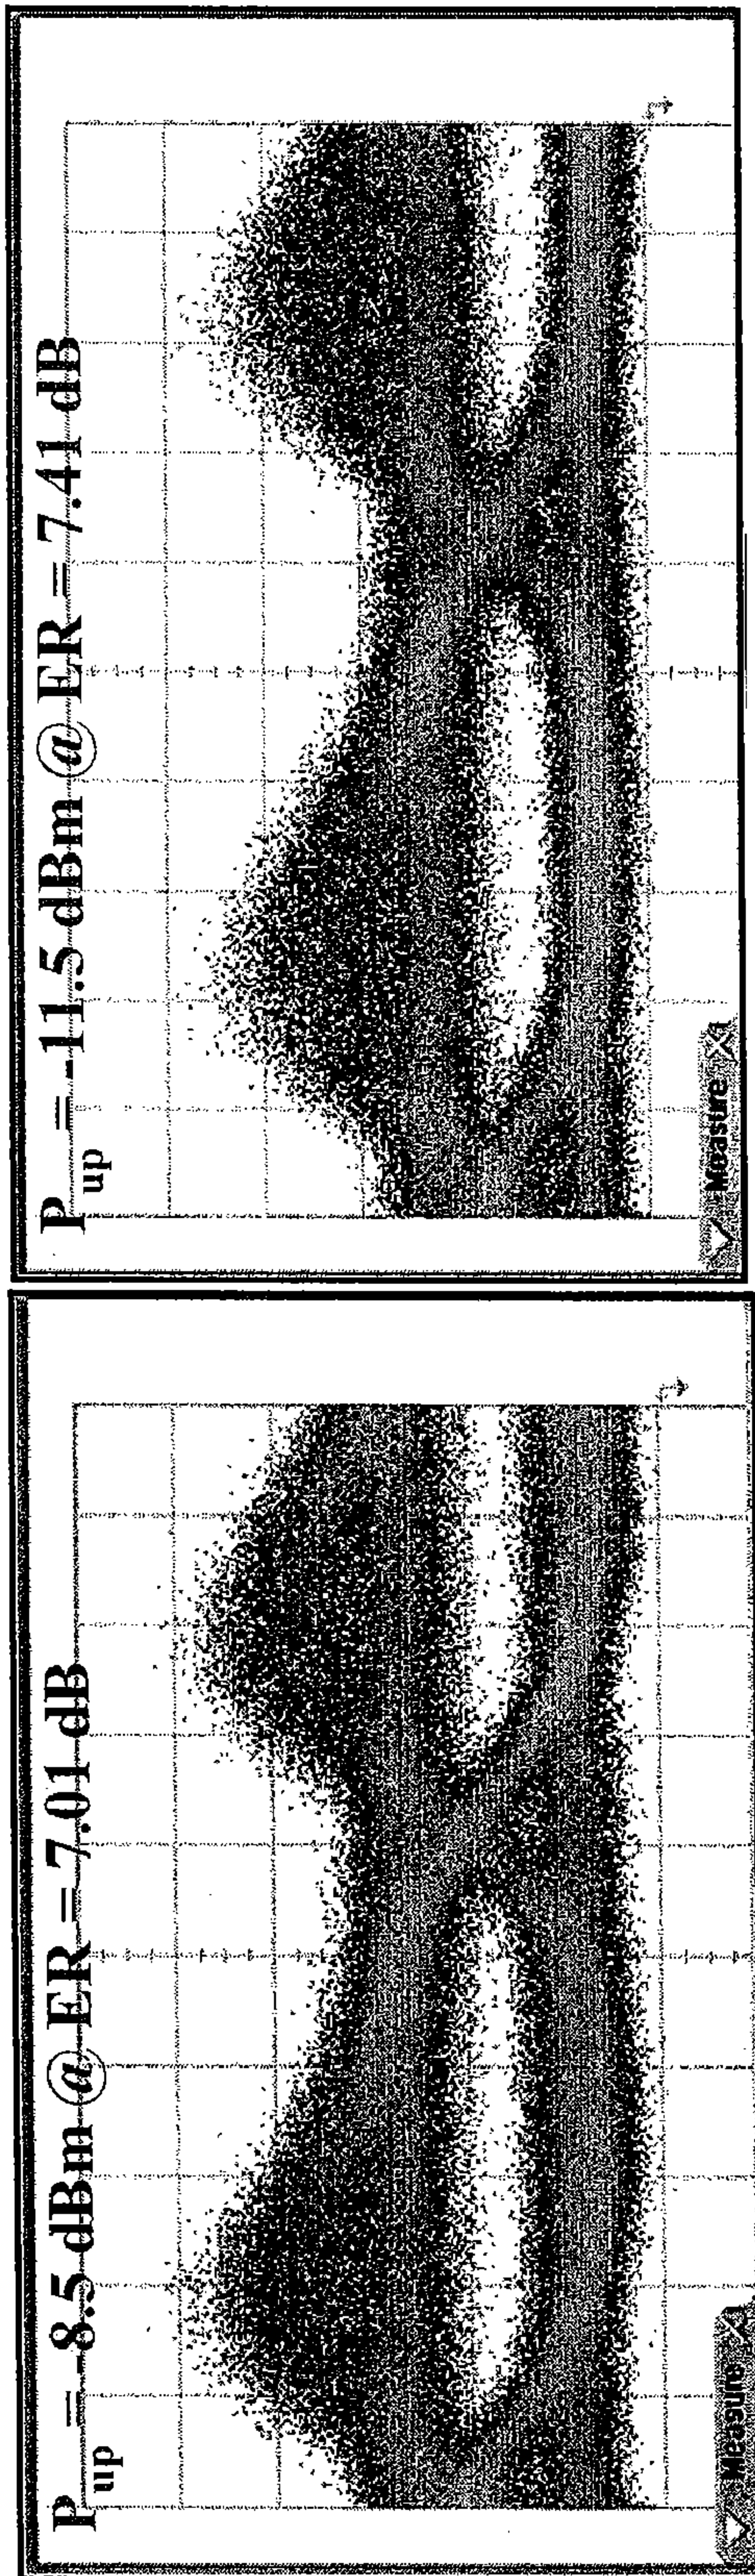 P_up = -8.5 dBm @ ER = 7.01 dB
Measure
P_up = -11.5 dBm @ ER = 7.41 dB
Measure